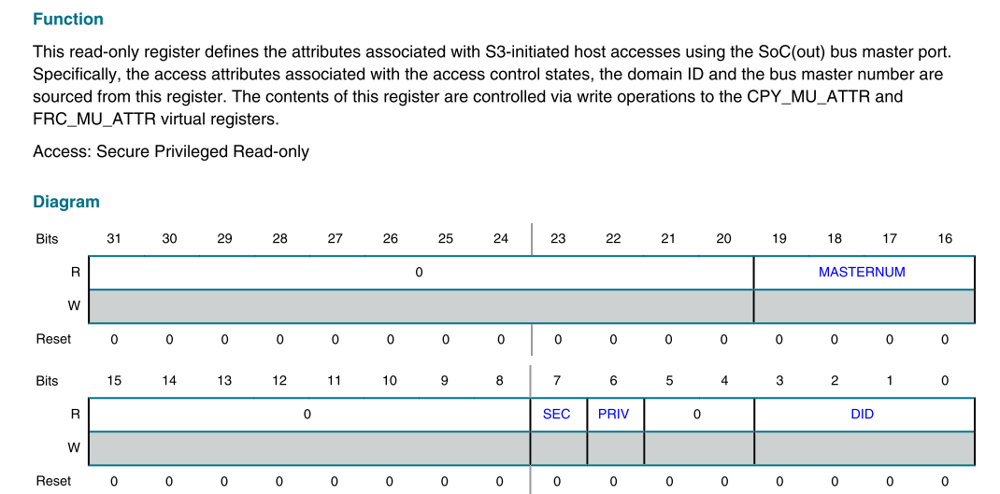 Function
This read-only register defines the attributes associated with S3-initiated host accesses using the SoC(out) bus master port.
Specifically, the access attributes associated with the access control states, the domain ID and the bus master number are
sourced from this register. The contents of this register are controlled via write operations to the CPY_MU_ATTR and
FRC_MU_ATTR virtual registers.
Access: Secure Privileged Read-only
Diagram
Bits 31 30 29 28 27 26 25 24 23 22 21 20 19 18 17 16
R 0 MASTERNUM
W
Reset 0 0 0 0 0 0 0 0 0 0 0 0 0 0 0 0
Bits 15 14 13 12 11 10 9 8 7 6 5 4 3 2 1 0
R 0 SEC PRIV 0 DID
W
Reset 0 0 0 0 0 0 0 0 0 0 0 0 0 0 0 0